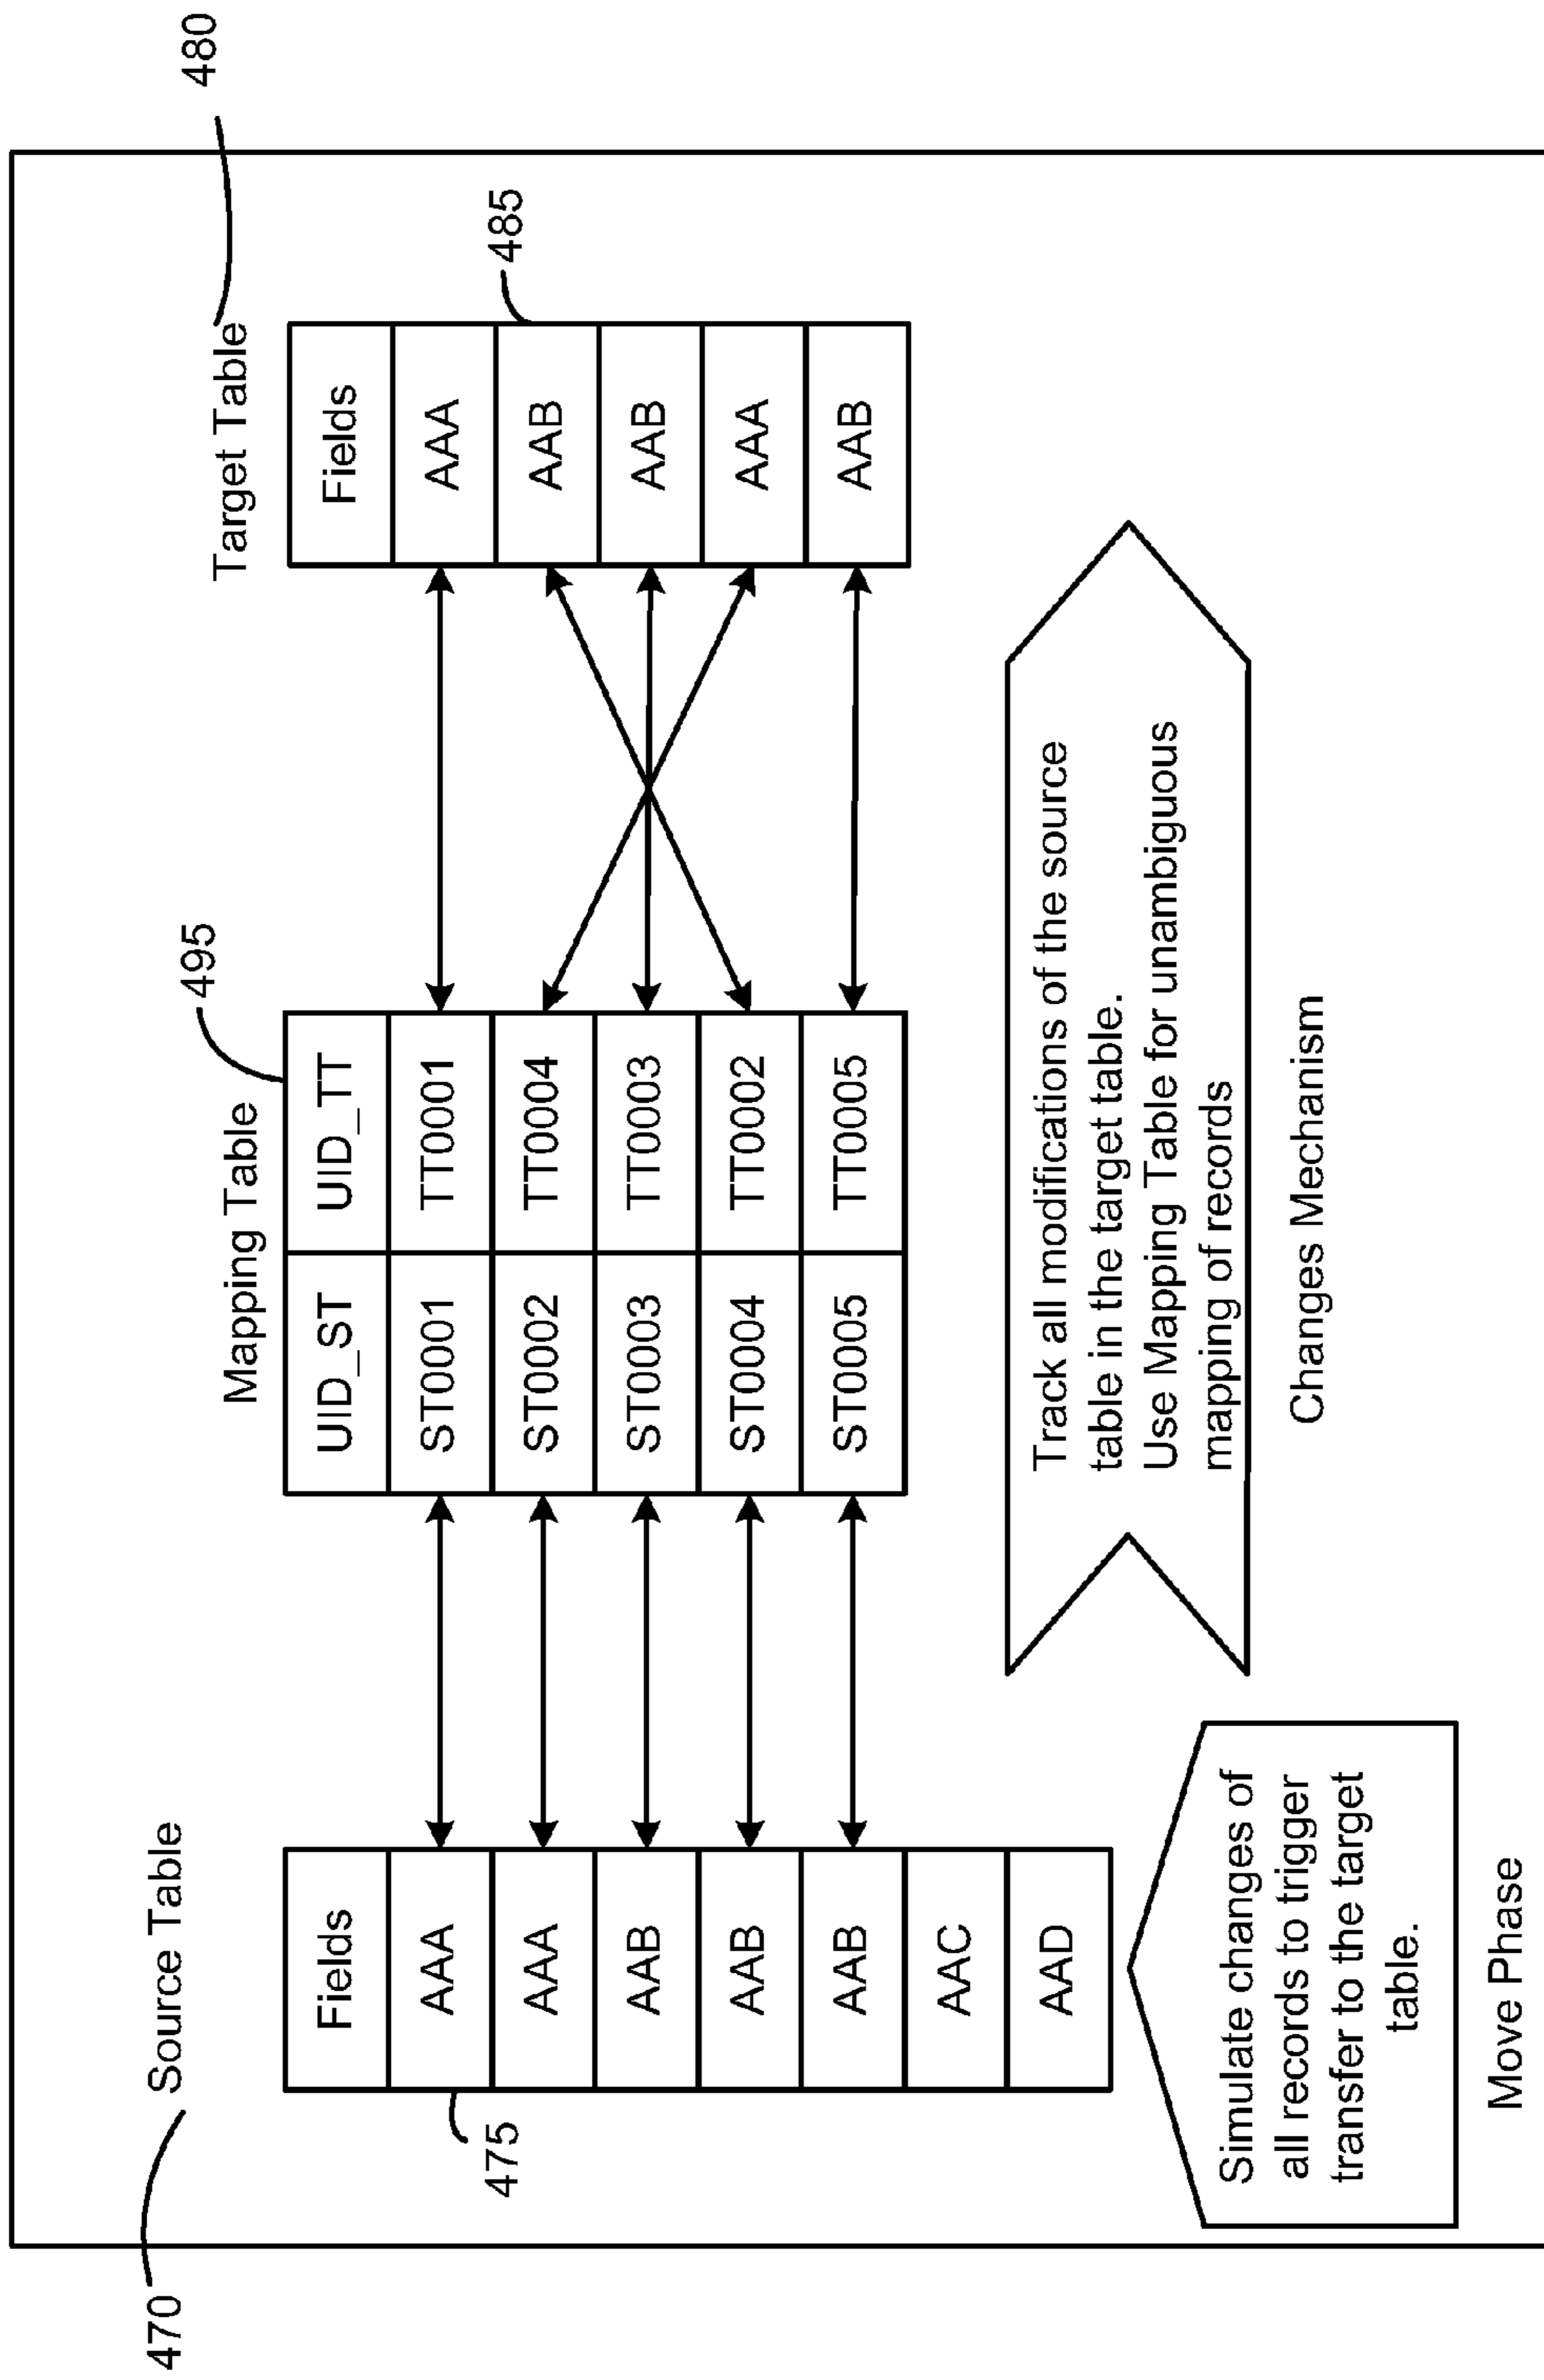 470
Source Table
475
Fields
AAA
AAA
AAB
AAB
AAB
AAC
AAD
Mapping Table
495
UID_ST UID_TT
ST0001 TT0001
ST0002 TT0004
ST0003 TT0003
ST0004 TT0002
ST0005 TT0005
Target Table
480
485
Fields
AAA
AAB
AAB
AAA
AAB
Simulate changes of
all records to trigger
transfer to the target
table.
Move Phase
Track all modifications of the source
table in the target table.
Use Mapping Table for unambiguous
mapping of records
Changes Mechanism